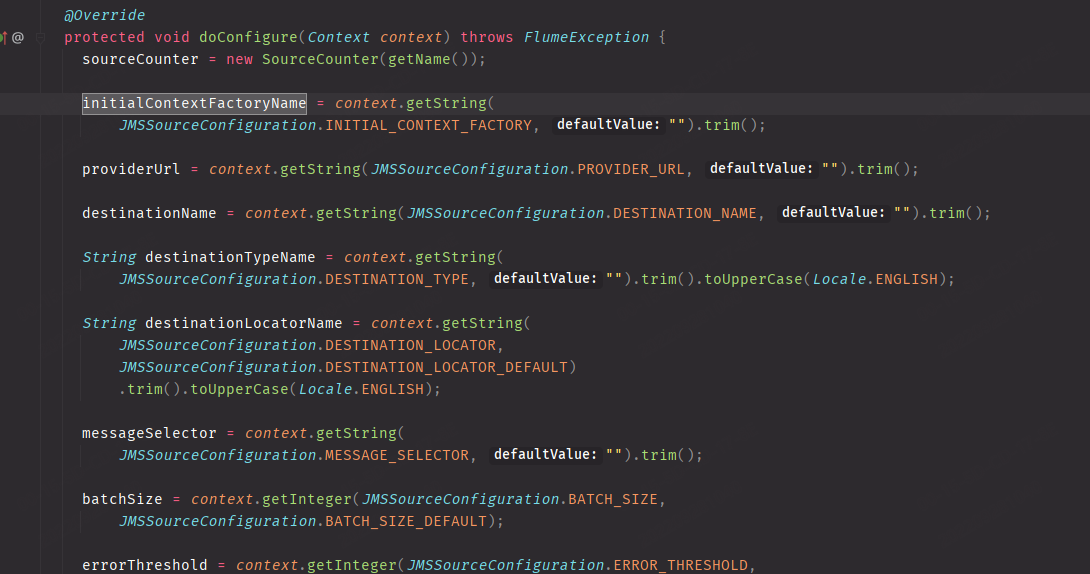 @Override
@ protected void doConfigure(Context context) throws FlumeException {
sourceCounter = new SourceCounter(getName());
initialContextFactoryName = context.getString(
JMSSourceConfiguration.INITIAL_CONTEXT_FACTORY, defaultValue: "").trim();
providerUrl = context.getString(JMSSourceConfiguration.PROVIDER_URL, defaultValue: "").trim();
destinationName = context.getString(JMSSourceConfiguration.DESTINATION_NAME, defaultValue: "").trim();
String destinationTypeName = context.getString(
JMSSourceConfiguration.DESTINATION_TYPE, defaultValue: "").trim().toUpperCase(Locale.ENGLISH);
String destinationLocatorName = context.getString(
JMSSourceConfiguration.DESTINATION_LOCATOR,
JMSSourceConfiguration.DESTINATION_LOCATOR_DEFAULT)
.trim().toUpperCase(Locale.ENGLISH);
messageSelector = context.getString(
JMSSourceConfiguration.MESSAGE_SELECTOR, defaultValue: "").trim();
batchSize = context.getInteger(JMSSourceConfiguration.BATCH_SIZE,
JMSSourceConfiguration.BATCH_SIZE_DEFAULT);
errorThreshold = context.getInteger(JMSSourceConfiguration.ERROR_THRESHOLD,